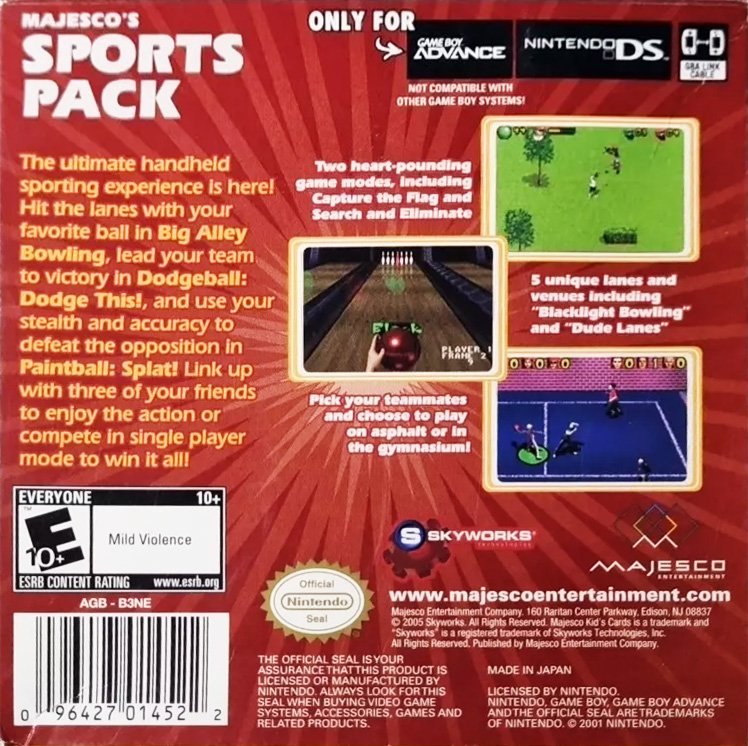 MAJESCO'S
SPORTS
PACK
ONLY FOR
GAME BOY
ADVANCE
NINTENDO DS™
GBA LINK
CABLE
NOT COMPATIBLE WITH
OTHER GAME BOY SYSTEMS!
The ultimate handheld
sporting experience is here!
Hit the lanes with your
favorite ball in Big Alley
Bowling, lead your team
to victory in Dodgeball:
Dodge This!, and use your
stealth and accuracy to
defeat the opposition in
Paintball: Splat! Link up
with three of your friends
to enjoy the action or
compete in single player
mode to win it all!
Two heart-pounding
game modes, including
Capture the Flag and
Search and Eliminate
PLAYER 1
FRAME 2
9
5 unique lanes and
venues including
"Blacklight Bowling"
and "Dude Lanes"
Pick your teammates
and choose to play
on asphalt or in
the gymnasium!
EVERYONE 10+
E
10+
Mild Violence
ESRB CONTENT RATING www.esrb.org
AGB - B3NE
0 96427 01452 2
S SKYWORKS®
Technologies
MAJESCO
ENTERTAINMENT
Official
Nintendo
Seal
www.majescoentertainment.com
Majesco Entertainment Company. 160 Raritan Center Parkway, Edison, NJ 08837
© 2005 Skyworks. All Rights Reserved. Majesco Kid's Cards is a trademark and
"Skyworks" is a registered trademark of Skyworks Technologies, Inc.
All Rights Reserved. Published by Majesco Entertainment Company.
THE OFFICIAL SEAL IS YOUR
ASSURANCE THAT THIS PRODUCT IS
LICENSED OR MANUFACTURED BY
NINTENDO. ALWAYS LOOK FOR THIS
SEAL WHEN BUYING VIDEO GAME
SYSTEMS, ACCESSORIES, GAMES AND
RELATED PRODUCTS.
MADE IN JAPAN
LICENSED BY NINTENDO.
NINTENDO, GAME BOY, GAME BOY ADVANCE
AND THE OFFICIAL SEAL ARE TRADEMARKS
OF NINTENDO. © 2001 NINTENDO.